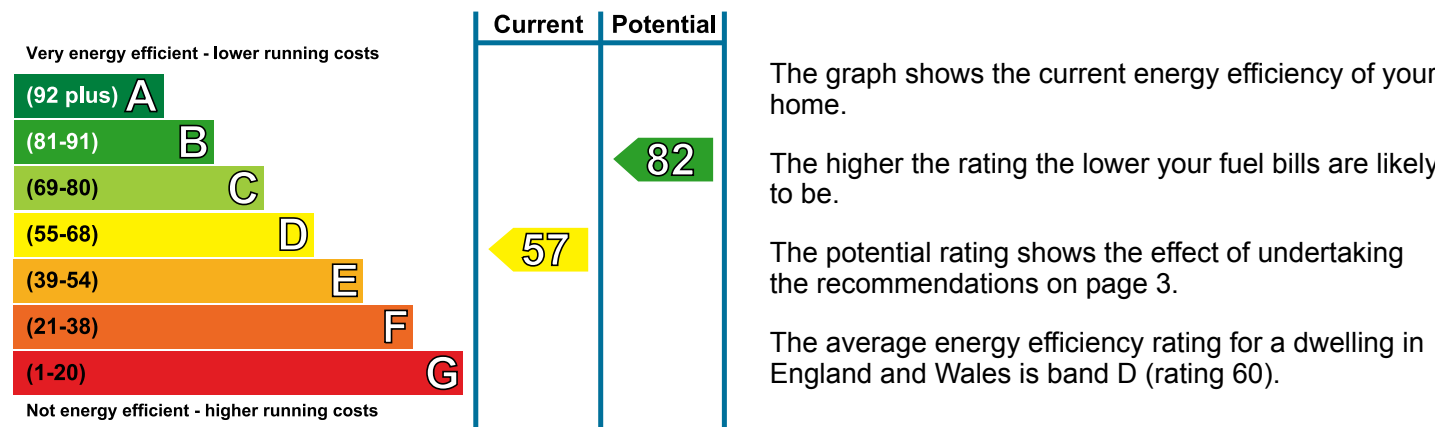 Current Potential
Very energy efficient - lower running costs
(92 plus) A
(81-91) B
(69-80) C
(55-68) D
(39-54) E
(21-38) F
(1-20) G
Not energy efficient - higher running costs
82
57
The graph shows the current energy efficiency of your
home.
The higher the rating the lower your fuel bills are likely
to be.
The potential rating shows the effect of undertaking
the recommendations on page 3.
The average energy efficiency rating for a dwelling in
England and Wales is band D (rating 60).